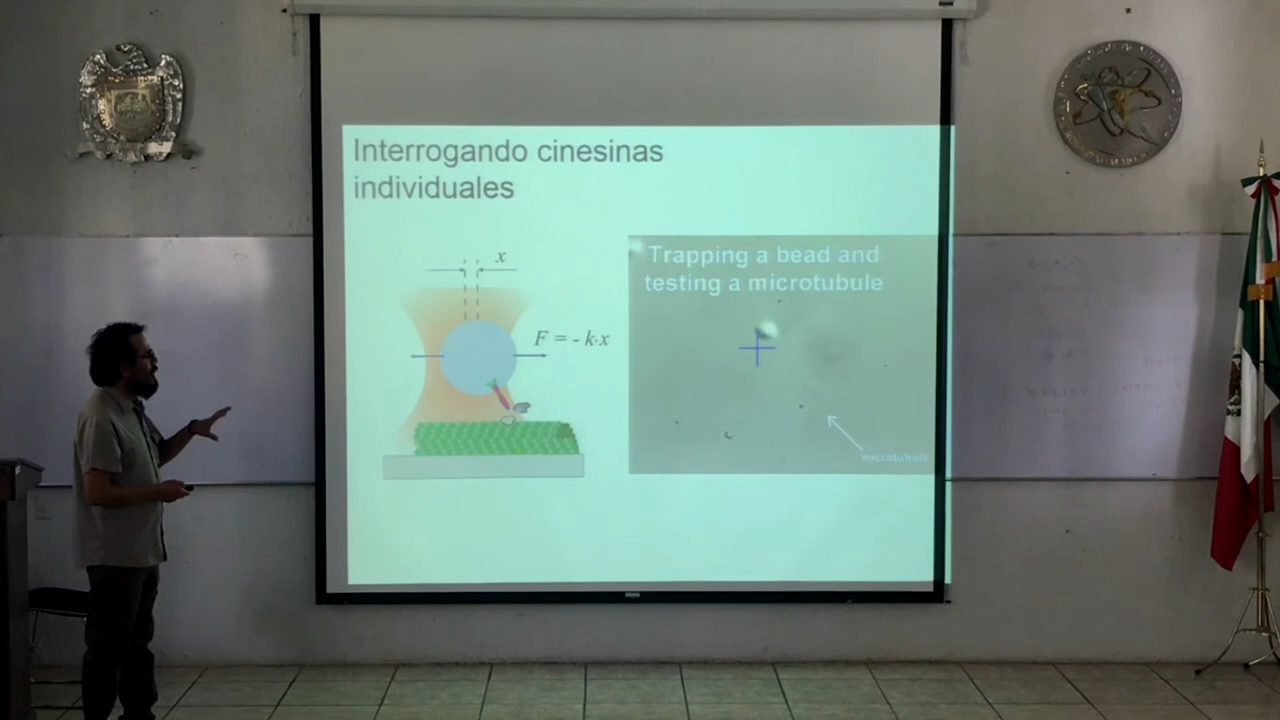 Interrogando cinesinas
individuales
x
F = - k·x
Trapping a bead and
testing a microtubule
microtubule